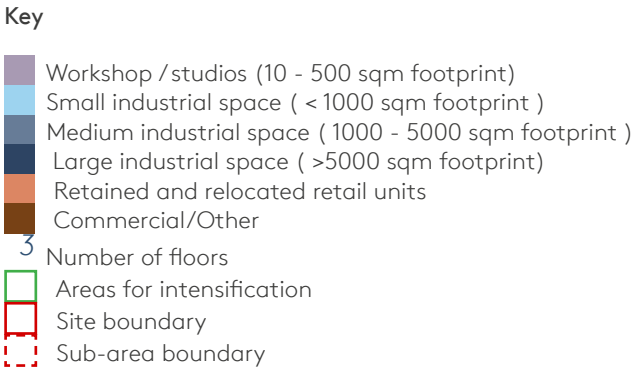 Key
Workshop / studios (10 - 500 sqm footprint)
Small industrial space ( < 1000 sqm footprint )
Medium industrial space ( 1000 - 5000 sqm footprint )
Large industrial space ( >5000 sqm footprint)
Retained and relocated retail units
Commercial/Other
3 Number of floors
Areas for intensification
Site boundary
Sub-area boundary